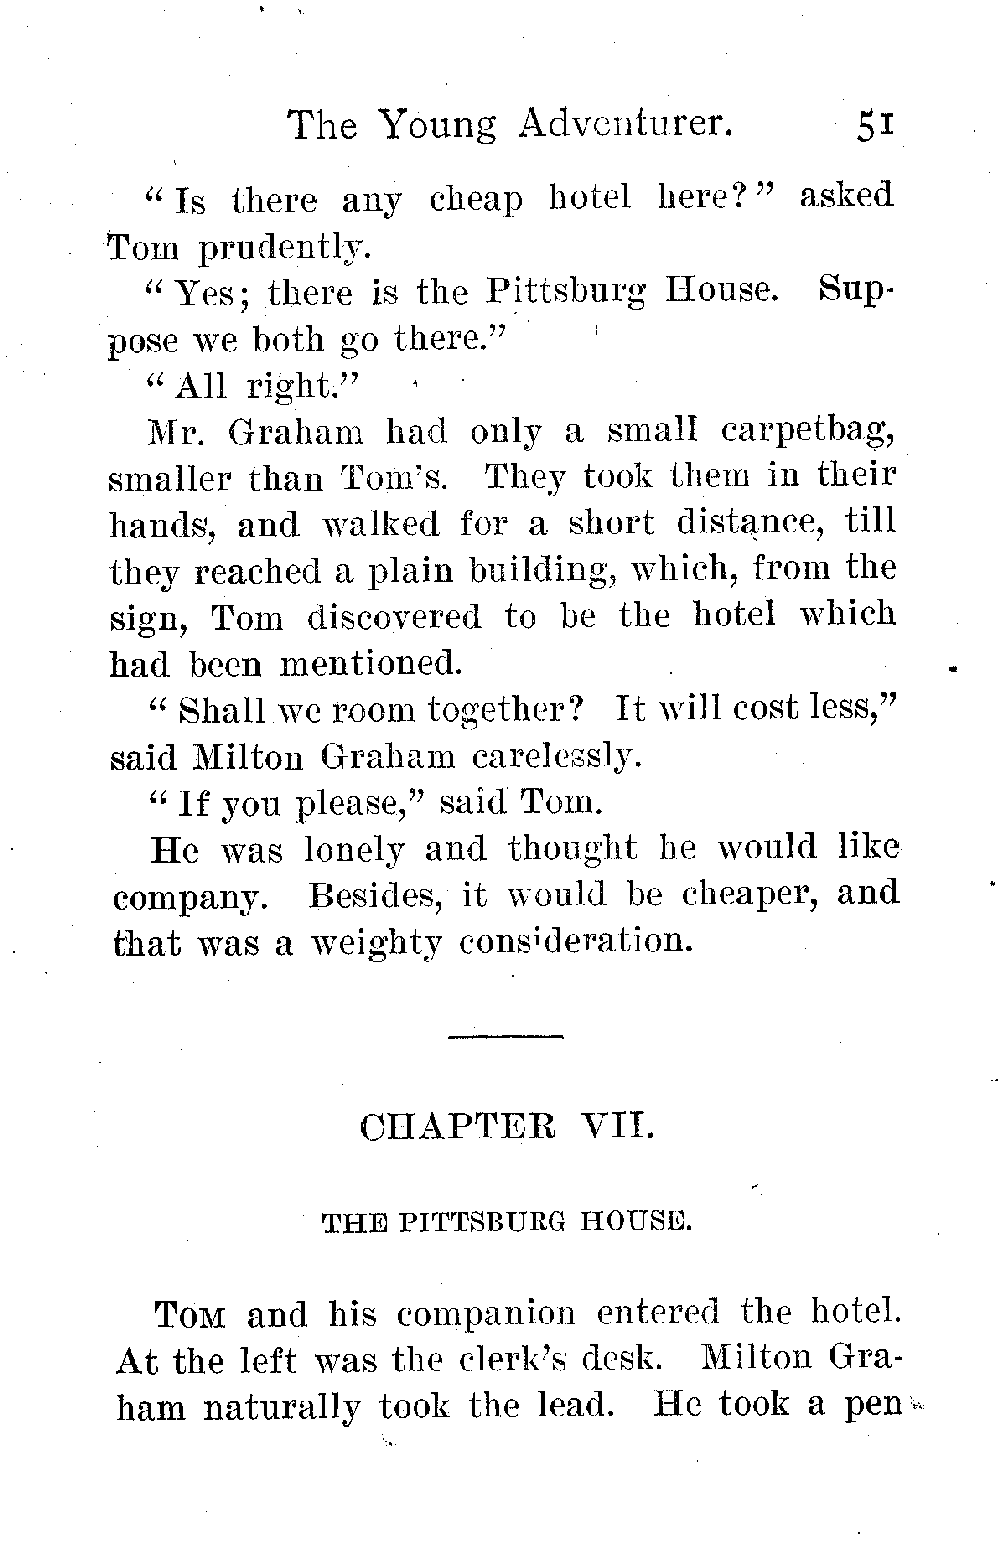 The Young Adventurer. 51
“Is there any cheap hotel here?” asked
Tom prudently.
“Yes; there is the Pittsburg House. Sup-
pose we both go there.”
“All right.”
Mr. Graham had only a small carpetbag,
smaller than Tom’s. They took them in their
hands, and walked for a short distance, till
they reached a plain building, which, from the
sign, Tom discovered to be the hotel which
had been mentioned.
“Shall we room together? It will cost less,”
said Milton Graham carelessly.
“If you please,” said Tom.
He was lonely and thought he would like
company. Besides, it would be cheaper, and
that was a weighty consideration.
CHAPTER VII.
THE PITTSBURG HOUSE.
TOM and his companion entered the hotel.
At the left was the clerk’s desk. Milton Gra-
ham naturally took the lead. He took a pen